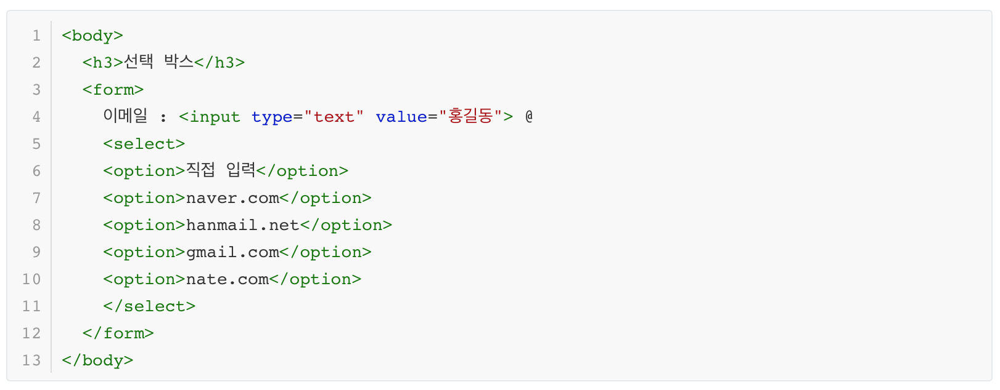 1 <body>
2 <h3>선택 박스</h3>
3 <form>
4 이메일 : <input type="text" value="홍길동"> @
5 <select>
6 <option>직접 입력</option>
7 <option>naver.com</option>
8 <option>hanmail.net</option>
9 <option>gmail.com</option>
10 <option>nate.com</option>
11 </select>
12 </form>
13 </body>